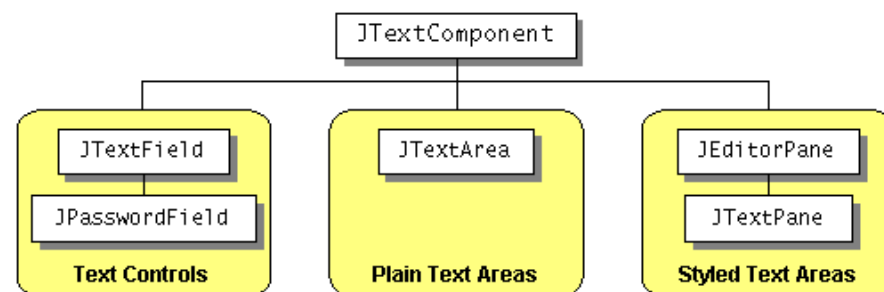 JTextComponent
JTextField
JPasswordField
Text Controls
JTextArea
Plain Text Areas
JEditorPane
JTextPane
Styled Text Areas